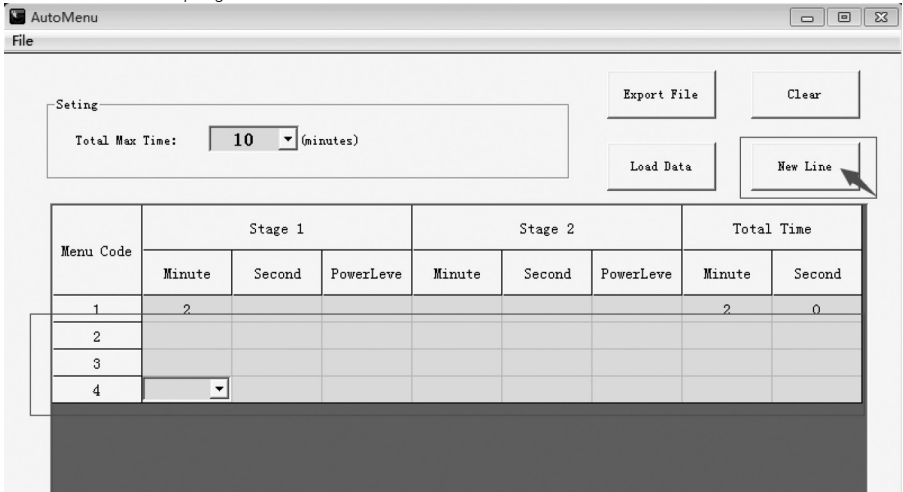 AutoMenu
File
Seting
Total Max Time: 10 (minutes)
Export File
Clear
Load Data
New Line
Menu Code
Stage 1
Stage 2
Total Time
Minute Second PowerLeve Minute Second PowerLeve Minute Second
1 2 2 0
2
3
4